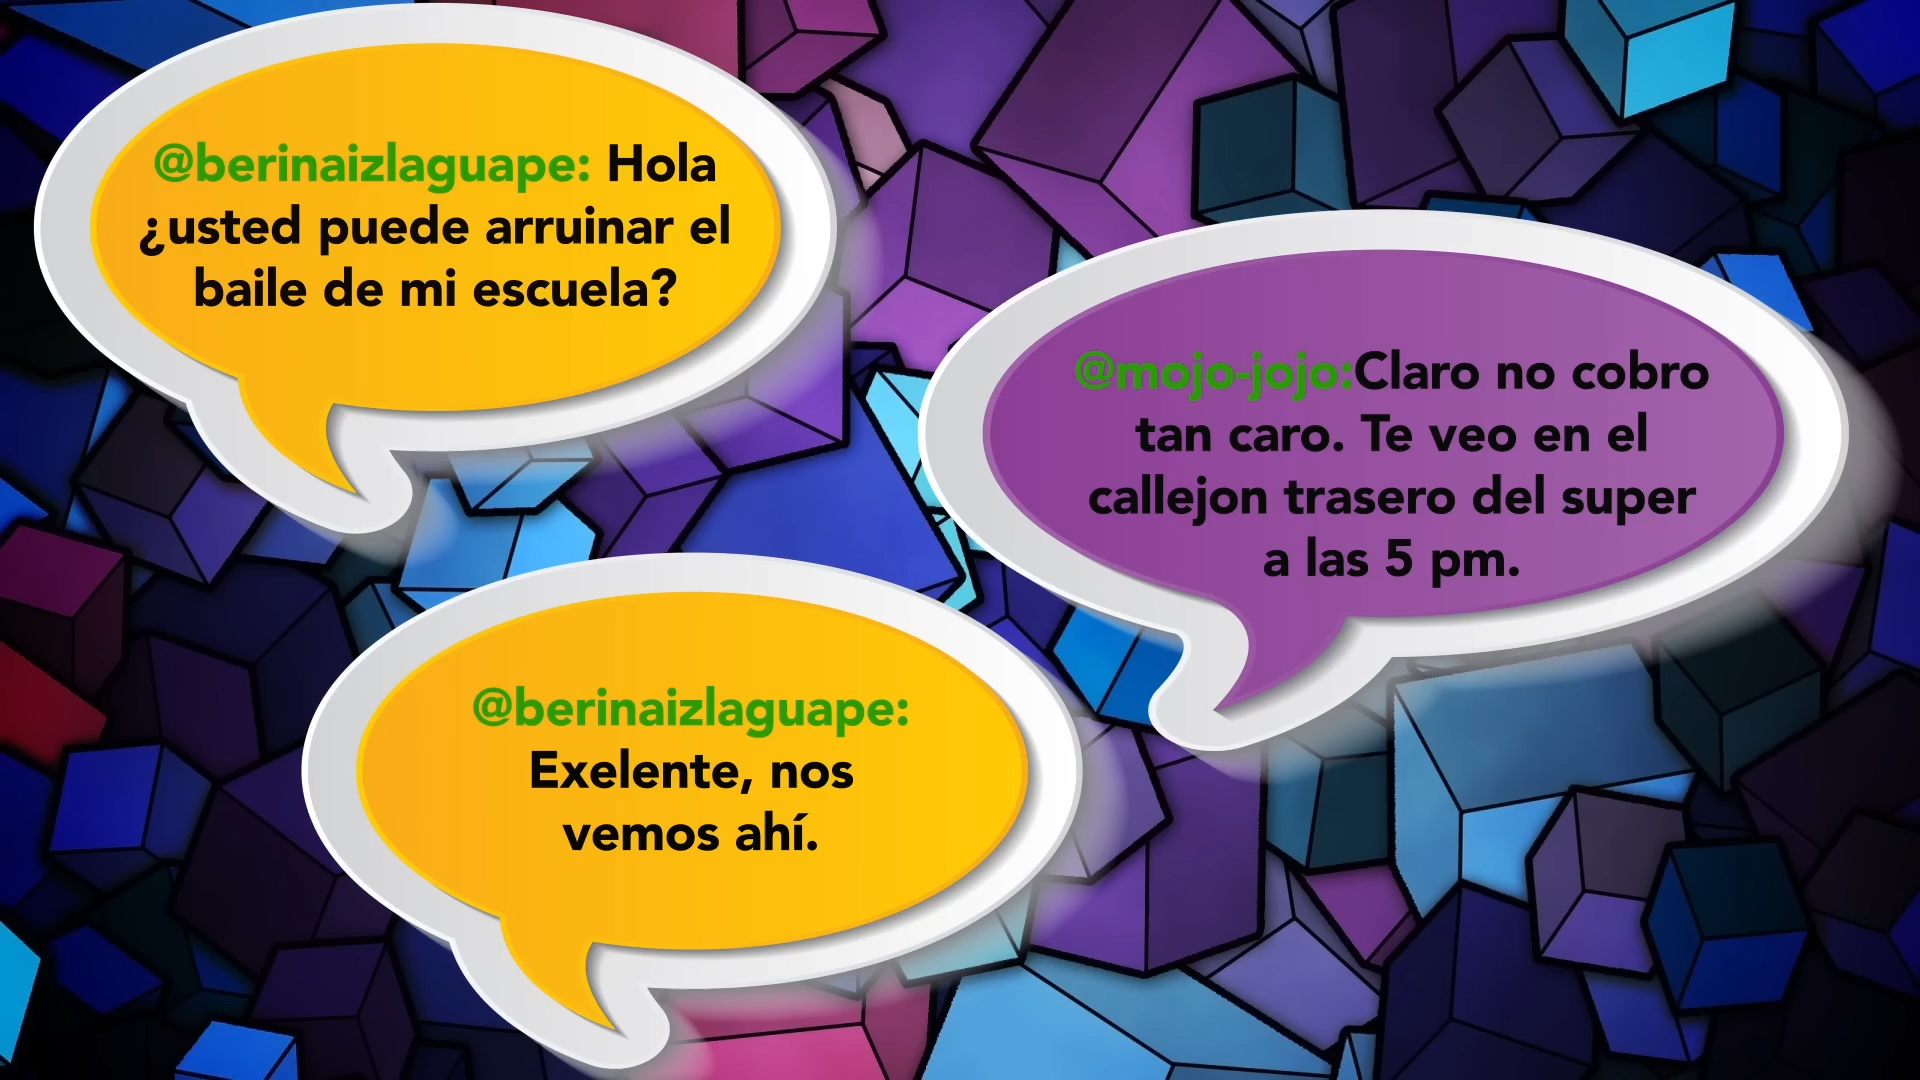 @berinaizlaguape: Hola
¿usted puede arruinar el
baile de mi escuela?
@mojo-jojo:Claro no cobro
tan caro. Te veo en el
callejon trasero del super
a las 5 pm.
@berinaizlaguape:
Exelente, nos
vemos ahí.